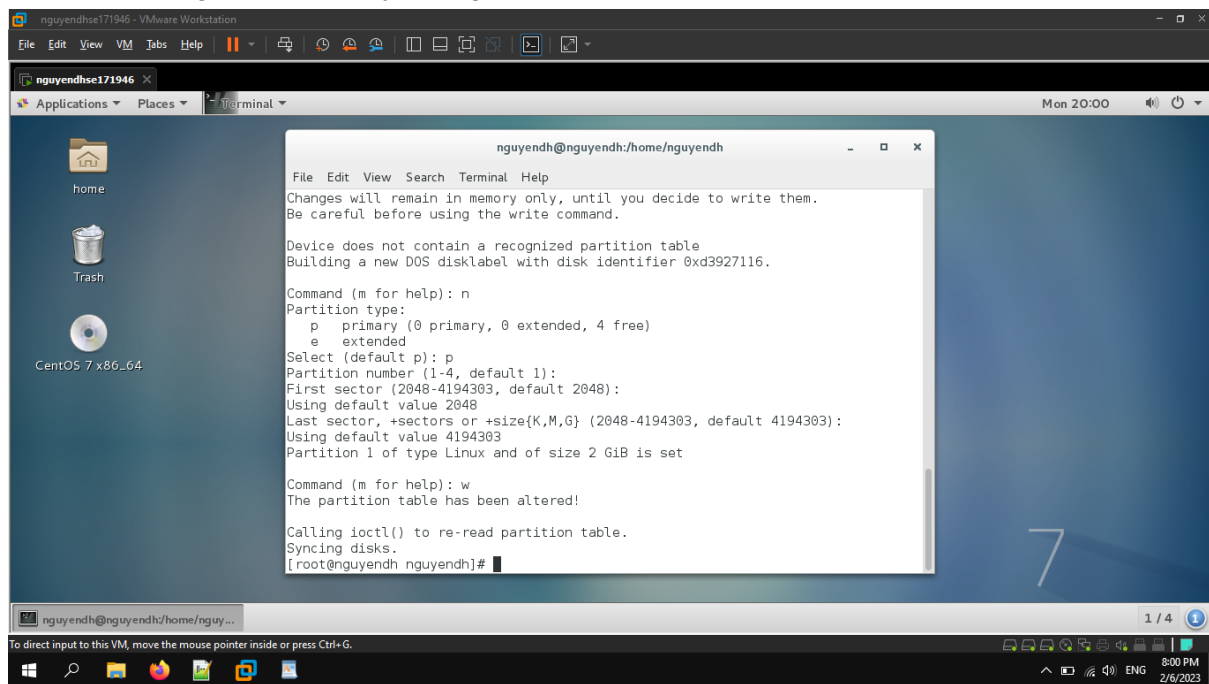 nguyendhse171946 - VMware Workstation
File Edit View VM Tabs Help
nguyendhse171946
Applications Places Terminal Mon 20:00
home
Trash
CentOS 7 x86_64
nguyendh@nguyendh:/home/nguyendh
File Edit View Search Terminal Help
Changes will remain in memory only, until you decide to write them.
Be careful before using the write command.
Device does not contain a recognized partition table
Building a new DOS disklabel with disk identifier 0xd3927116.
Command (m for help): n
Partition type:
p primary (0 primary, 0 extended, 4 free)
e extended
Select (default p): p
Partition number (1-4, default 1):
First sector (2048-4194303, default 2048):
Using default value 2048
Last sector, +sectors or +size{K,M,G} (2048-4194303, default 4194303):
Using default value 4194303
Partition 1 of type Linux and of size 2 GiB is set
Command (m for help): w
The partition table has been altered!
Calling ioctl() to re-read partition table.
Syncing disks.
[root@nguyendh nguyendh]#
7
nguyendh@nguyendh:/home/nguy... 1 / 4 1
To direct input to this VM, move the mouse pointer inside or press Ctrl+G.
ENG 8:00 PM
2/6/2023